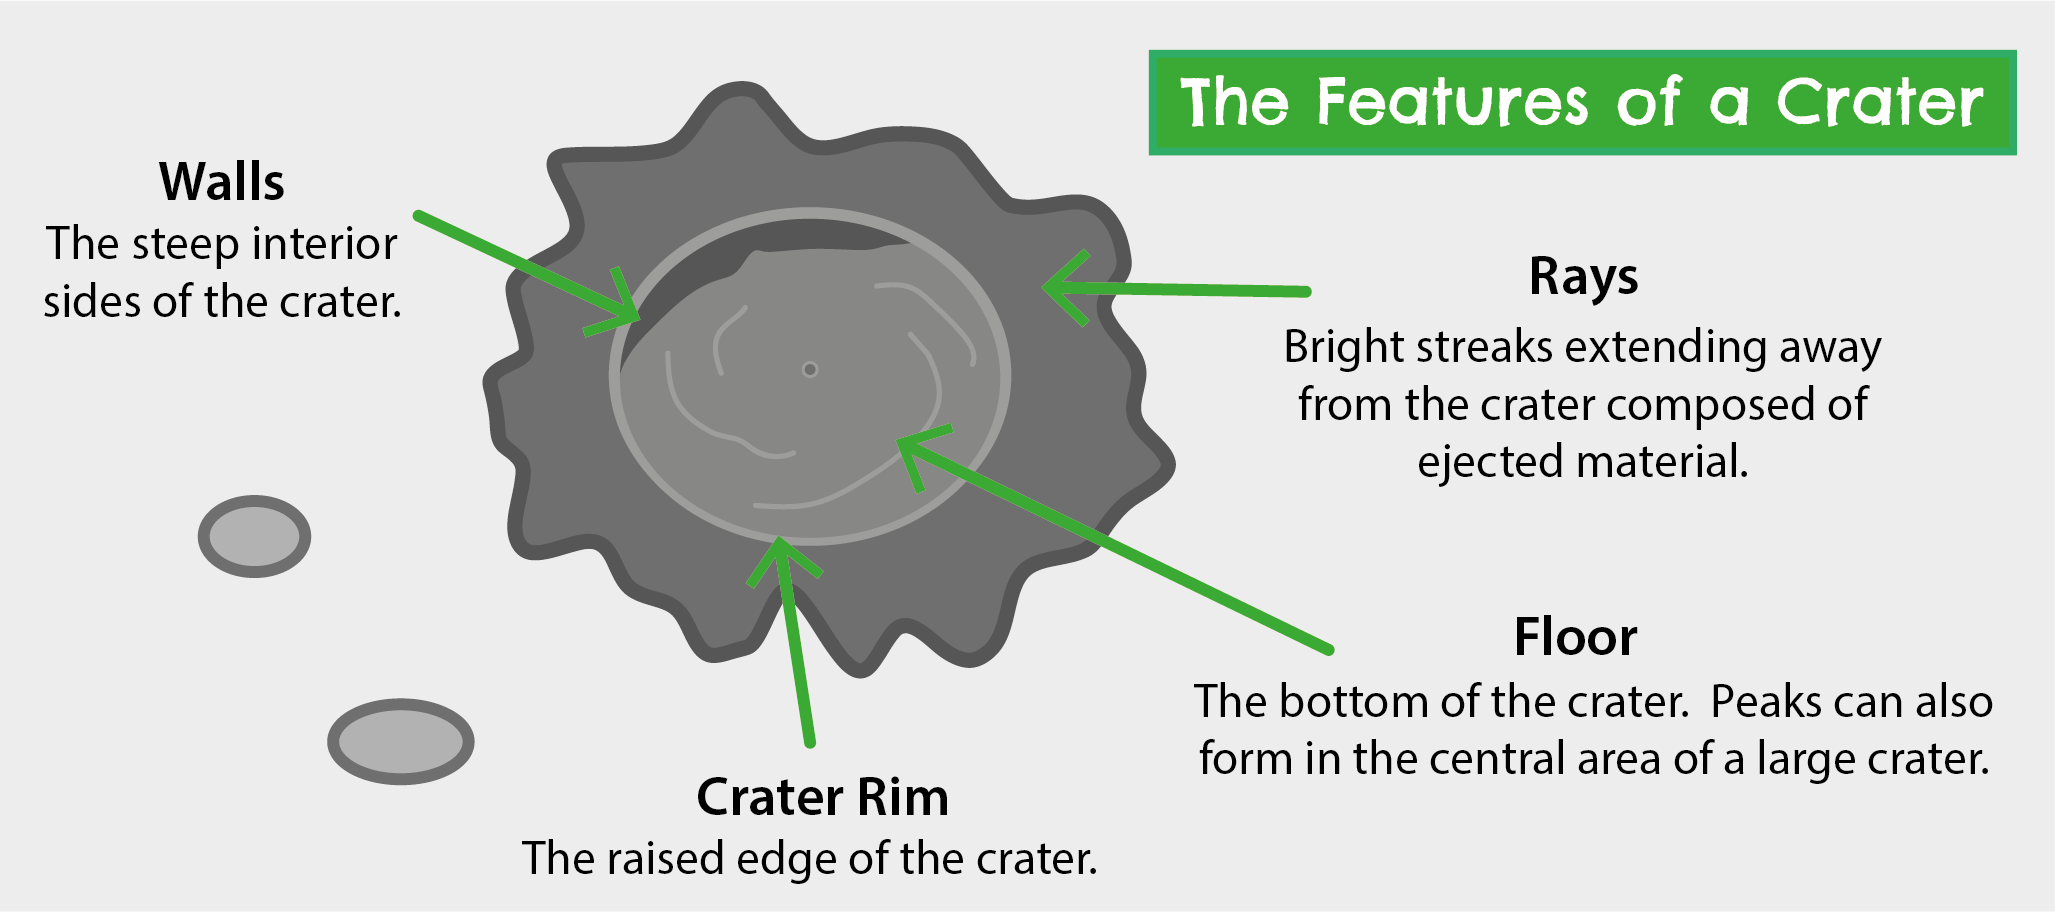 The Features of a Crater
Walls
The steep interior
sides of the crater.
Rays
Bright streaks extending away
from the crater composed of
ejected material.
Floor
The bottom of the crater.  Peaks can also
form in the central area of a large crater.
Crater Rim
The raised edge of the crater.